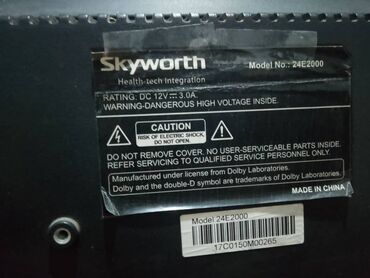 Skyworth
Health-tech Integration
Model No.: 24E2000
RATING: DC 12V⎓3.0A.
WARNING-DANGEROUS HIGH VOLTAGE INSIDE.
CAUTION
RISK OF ELECTRIC SHOCK,
DO NOT OPEN.
DO NOT REMOVE COVER. NO USER-SERVICEABLE PARTS INSIDE.
REFER SERVICING TO QUALIFIED SERVICE PERSONNEL ONLY.
Manufactured under license from Dolby Laboratories.
Dolby and the double-D symbol are trademarks of Dolby Laboratories.
MADE IN CHINA
Model 24E2000
17C0150M00265